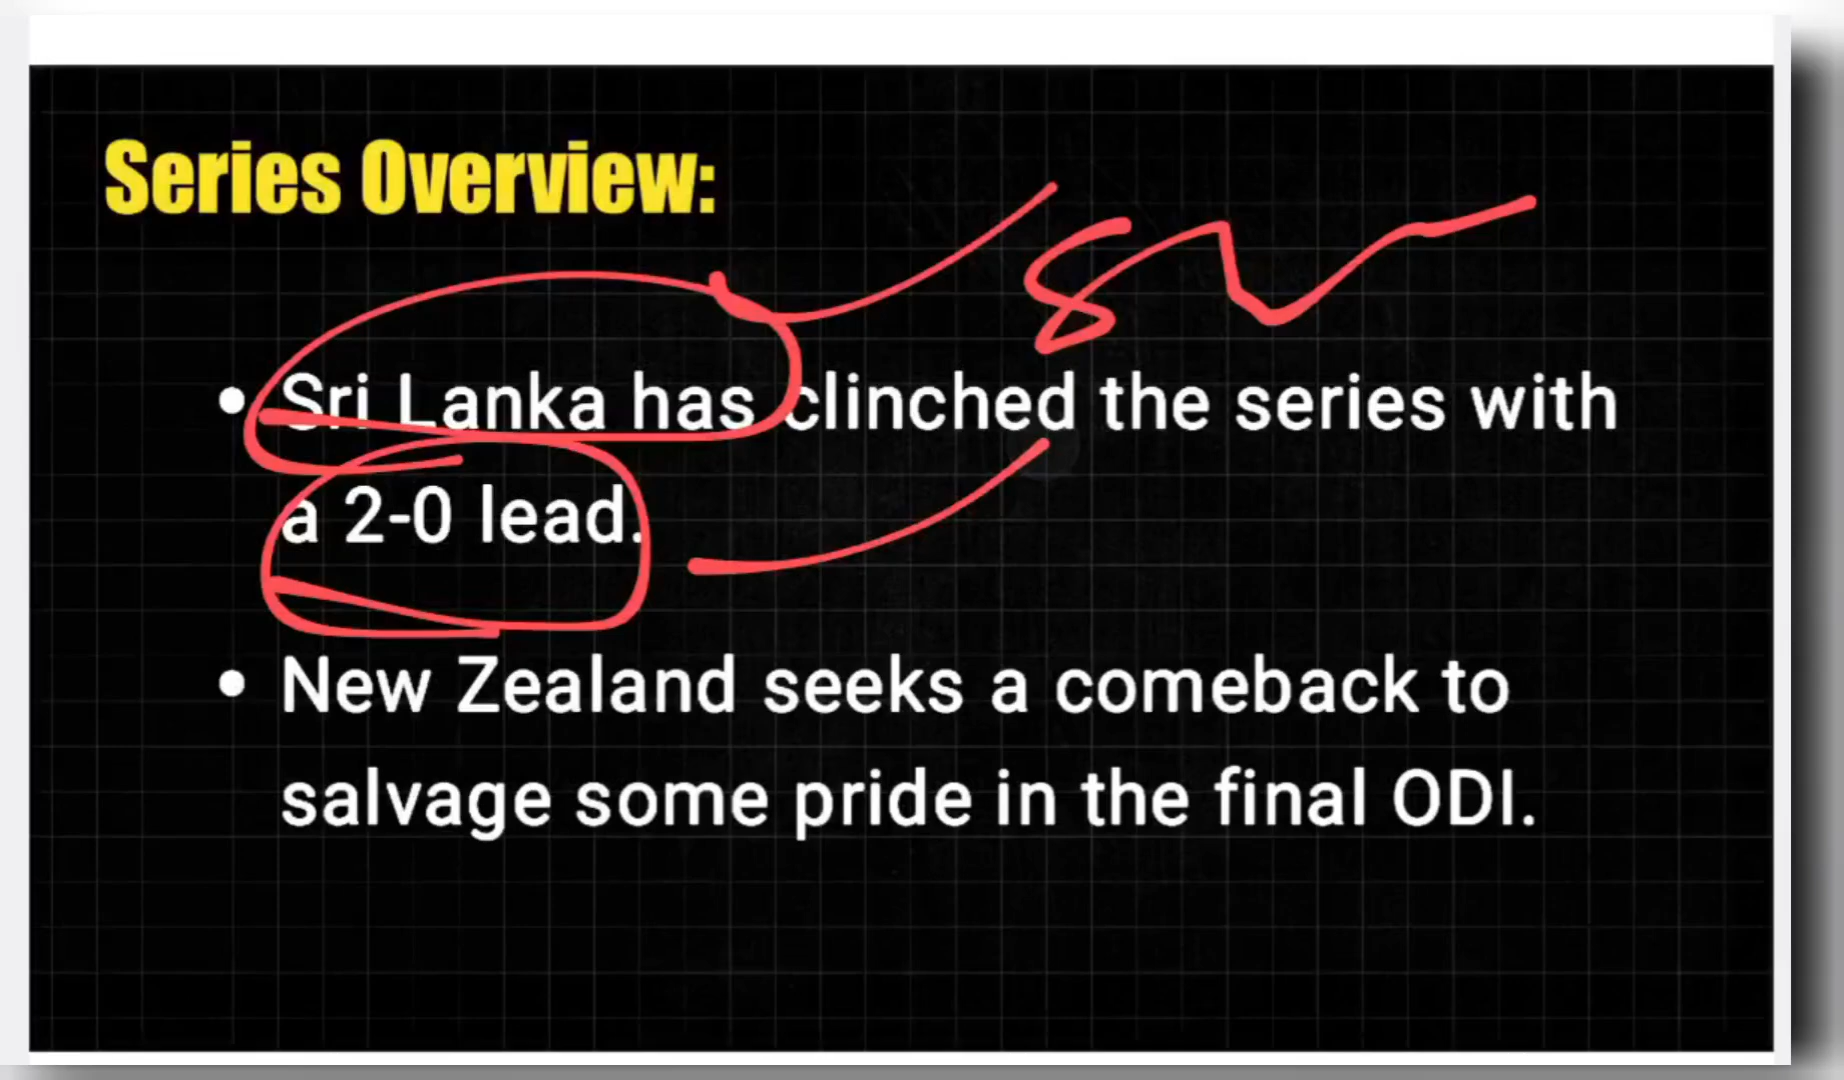 Series Overview:
• Sri Lanka has clinched the series with
a 2-0 lead.
• New Zealand seeks a comeback to
salvage some pride in the final ODI.